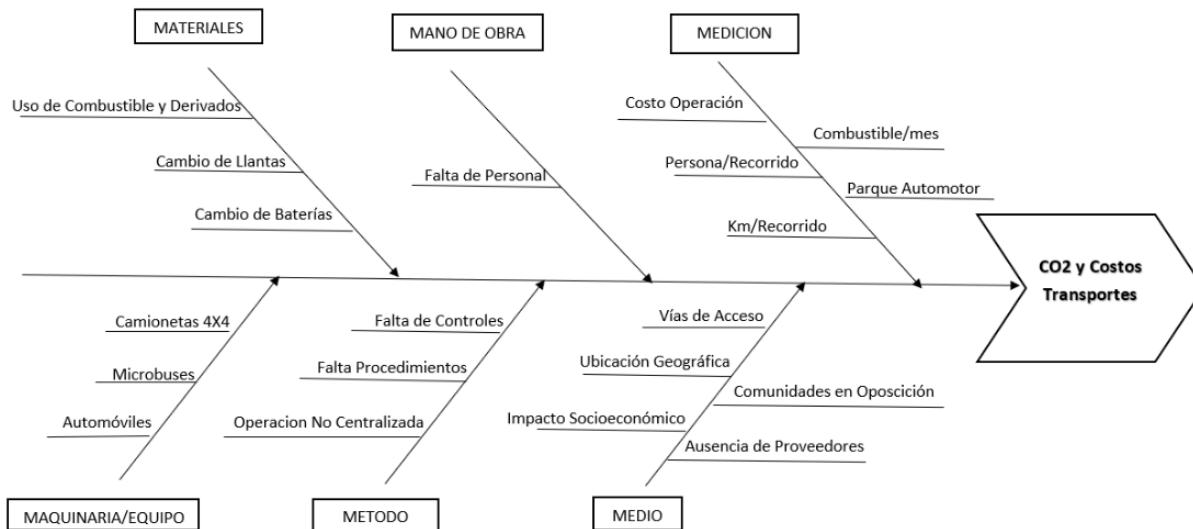 MATERIALES
MANO DE OBRA
MEDICION
Uso de Combustible y Derivados
Cambio de Llantas
Cambio de Baterías
Falta de Personal
Costo Operación
Combustible/mes
Persona/Recorrido
Parque Automotor
Km/Recorrido
CO2 y Costos
Transportes
Camionetas 4X4
Microbuses
Automóviles
Falta de Controles
Falta Procedimientos
Operacion No Centralizada
Vías de Acceso
Ubicación Geográfica
Comunidades en Oposcición
Impacto Socioeconómico
Ausencia de Proveedores
MAQUINARIA/EQUIPO
METODO
MEDIO